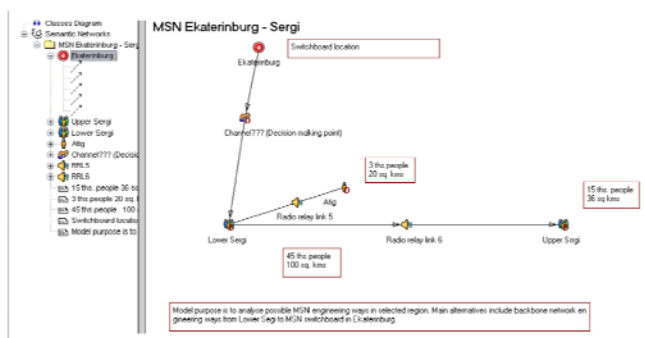 Classes Diagram
Semantic Networks
MSN Ekaterinburg - Serg
Ekaterinburg
Upper Sergi
Lower Sergi
Atig
Channel??? (Decisio
RRL5
RRL6
15 ths. people 36 sq
3 ths people 20 sq. k
45 ths people 100 -
Switchboard locatio
Model purpose is to
MSN Ekaterinburg - Sergi
Switchboard location
Ekaterinburg
Channel??? (Decision making point)
3 ths people
20 sq. kms
Atig
15 ths. people
36 sq kms
Radio relay link 5
Lower Sergi
Radio relay link 6
Upper Sergi
45 ths people
100 sq. kms
Model purpose is to analyse possible MSN engineering ways in selected region. Main alternatives include backbone network en
gineering ways from Lower Segi to MSN switchboard in Ekaterinburg.